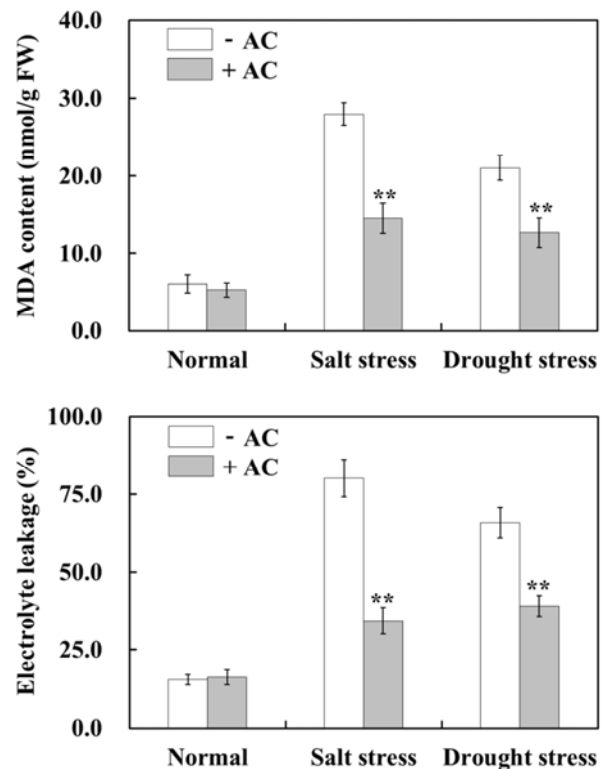 MDA content (nmol/g FW)
40.0
30.0
20.0
10.0
0.0
- AC
+ AC
**
**
Normal
Salt stress
Drought stress
Electrolyte leakage (%)
100.0
75.0
50.0
25.0
0.0
- AC
+ AC
**
**
Normal
Salt stress
Drought stress